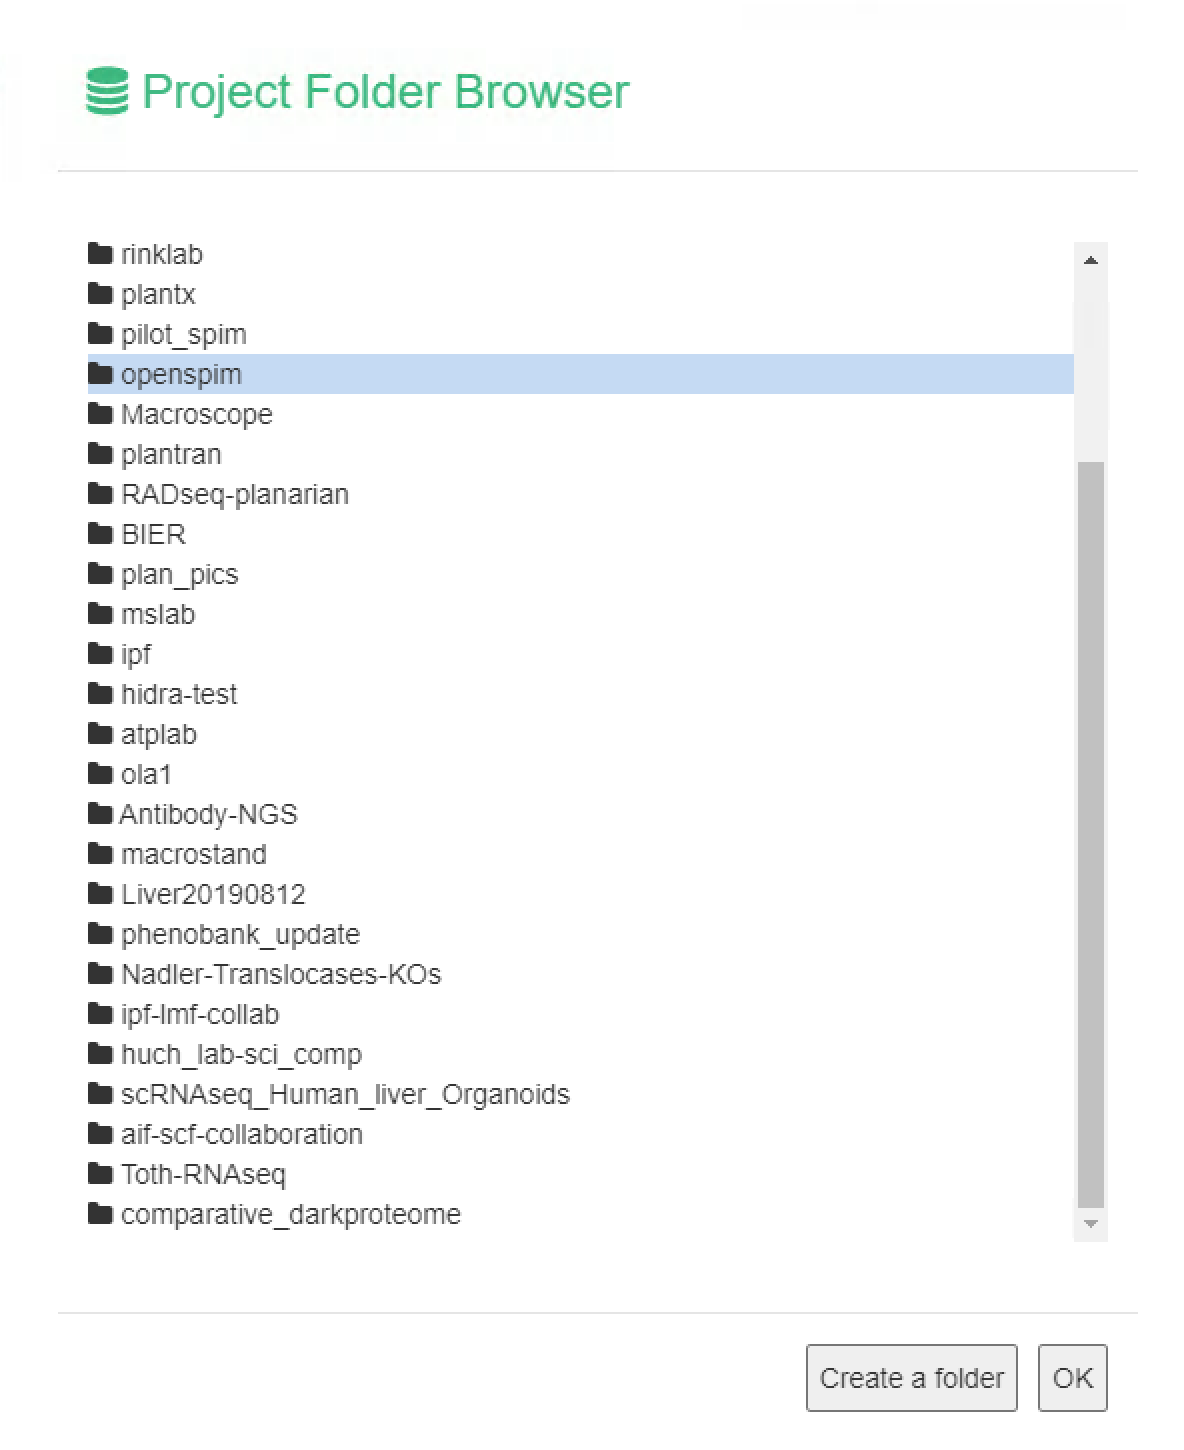 Project Folder Browser
rinklab
plantx
pilot_spim
openspim
Macroscope
plantran
RADseq-planarian
BIER
plan_pics
mslab
ipf
hidra-test
atplab
ola1
Antibody-NGS
macrostand
Liver20190812
phenobank_update
Nadler-Translocases-KOs
ipf-lmf-collab
huch_lab-sci_comp
scRNAseq_Human_liver_Organoids
aif-scf-collaboration
Toth-RNAseq
comparative_darkproteome
Create a folder OK